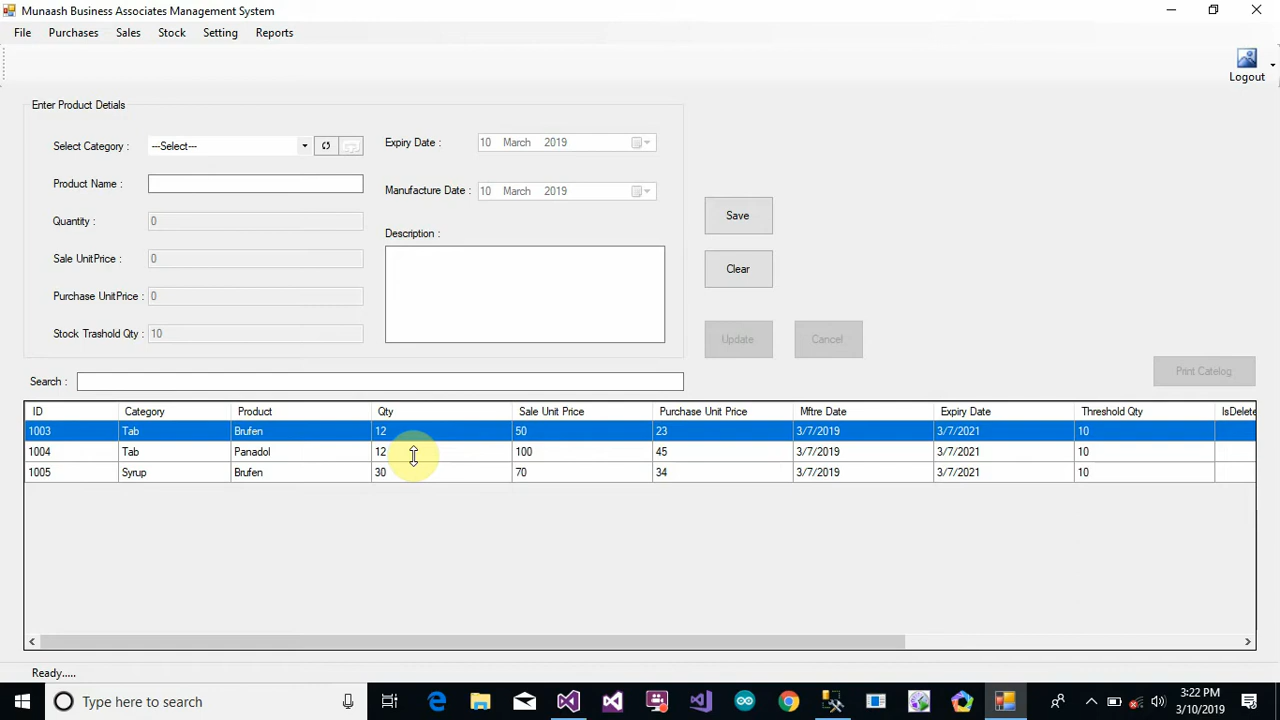 Munaash Business Associates Management System
File Purchases Sales Stock Setting Reports
Logout
Enter Product Detials
Select Category : ---Select---
Product Name :
Quantity : 0
Sale UnitPrice : 0
Purchase UnitPrice : 0
Stock Trashold Qty : 10
Expiry Date : 10 March 2019
Manufacture Date : 10 March 2019
Description :
Save
Clear
Update Cancel
Print Catelog
Search :
ID Category Product Qty Sale Unit Price Purchase Unit Price Mftre Date Expiry Date Threshold Qty IsDelete
1003 Tab Brufen 12 50 23 3/7/2019 3/7/2021 10
1004 Tab Panadol 12 100 45 3/7/2019 3/7/2021 10
1005 Syrup Brufen 30 70 34 3/7/2019 3/7/2021 10
Ready.....
Type here to search
3:22 PM
3/10/2019